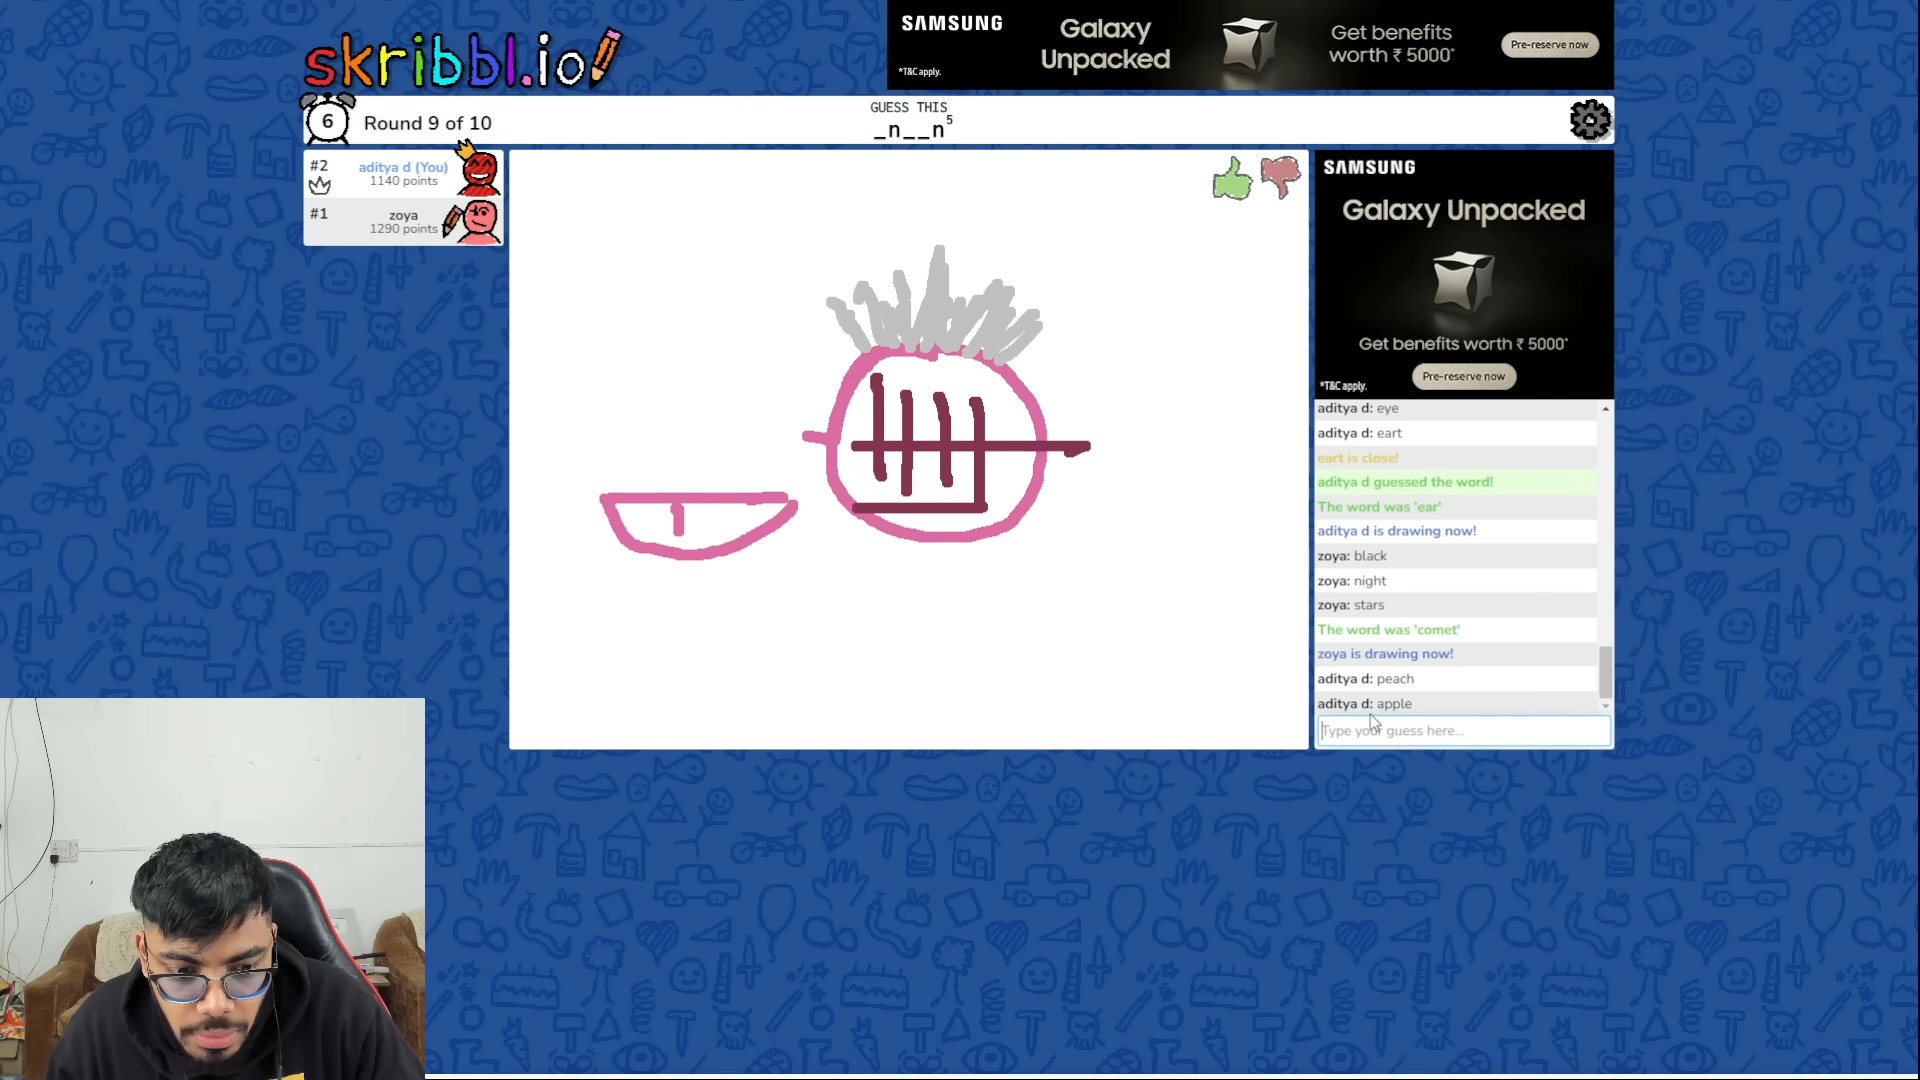 skribbl.io
SAMSUNG
*T&C apply.
Galaxy
Unpacked
Get benefits
worth ₹ 5000*
Pre-reserve now
6
Round 9 of 10
GUESS THIS
_n__n5
#2
aditya d (You)
1140 points
#1
zoya
1290 points
SAMSUNG
Galaxy Unpacked
Get benefits worth ₹ 5000*
*T&C apply.
Pre-reserve now
aditya d: eye
aditya d: eart
eart is close!
aditya d guessed the word!
The word was 'ear'
aditya d is drawing now!
zoya: black
zoya: night
zoya: stars
The word was 'comet'
zoya is drawing now!
aditya d: peach
aditya d: apple
Type your guess here...